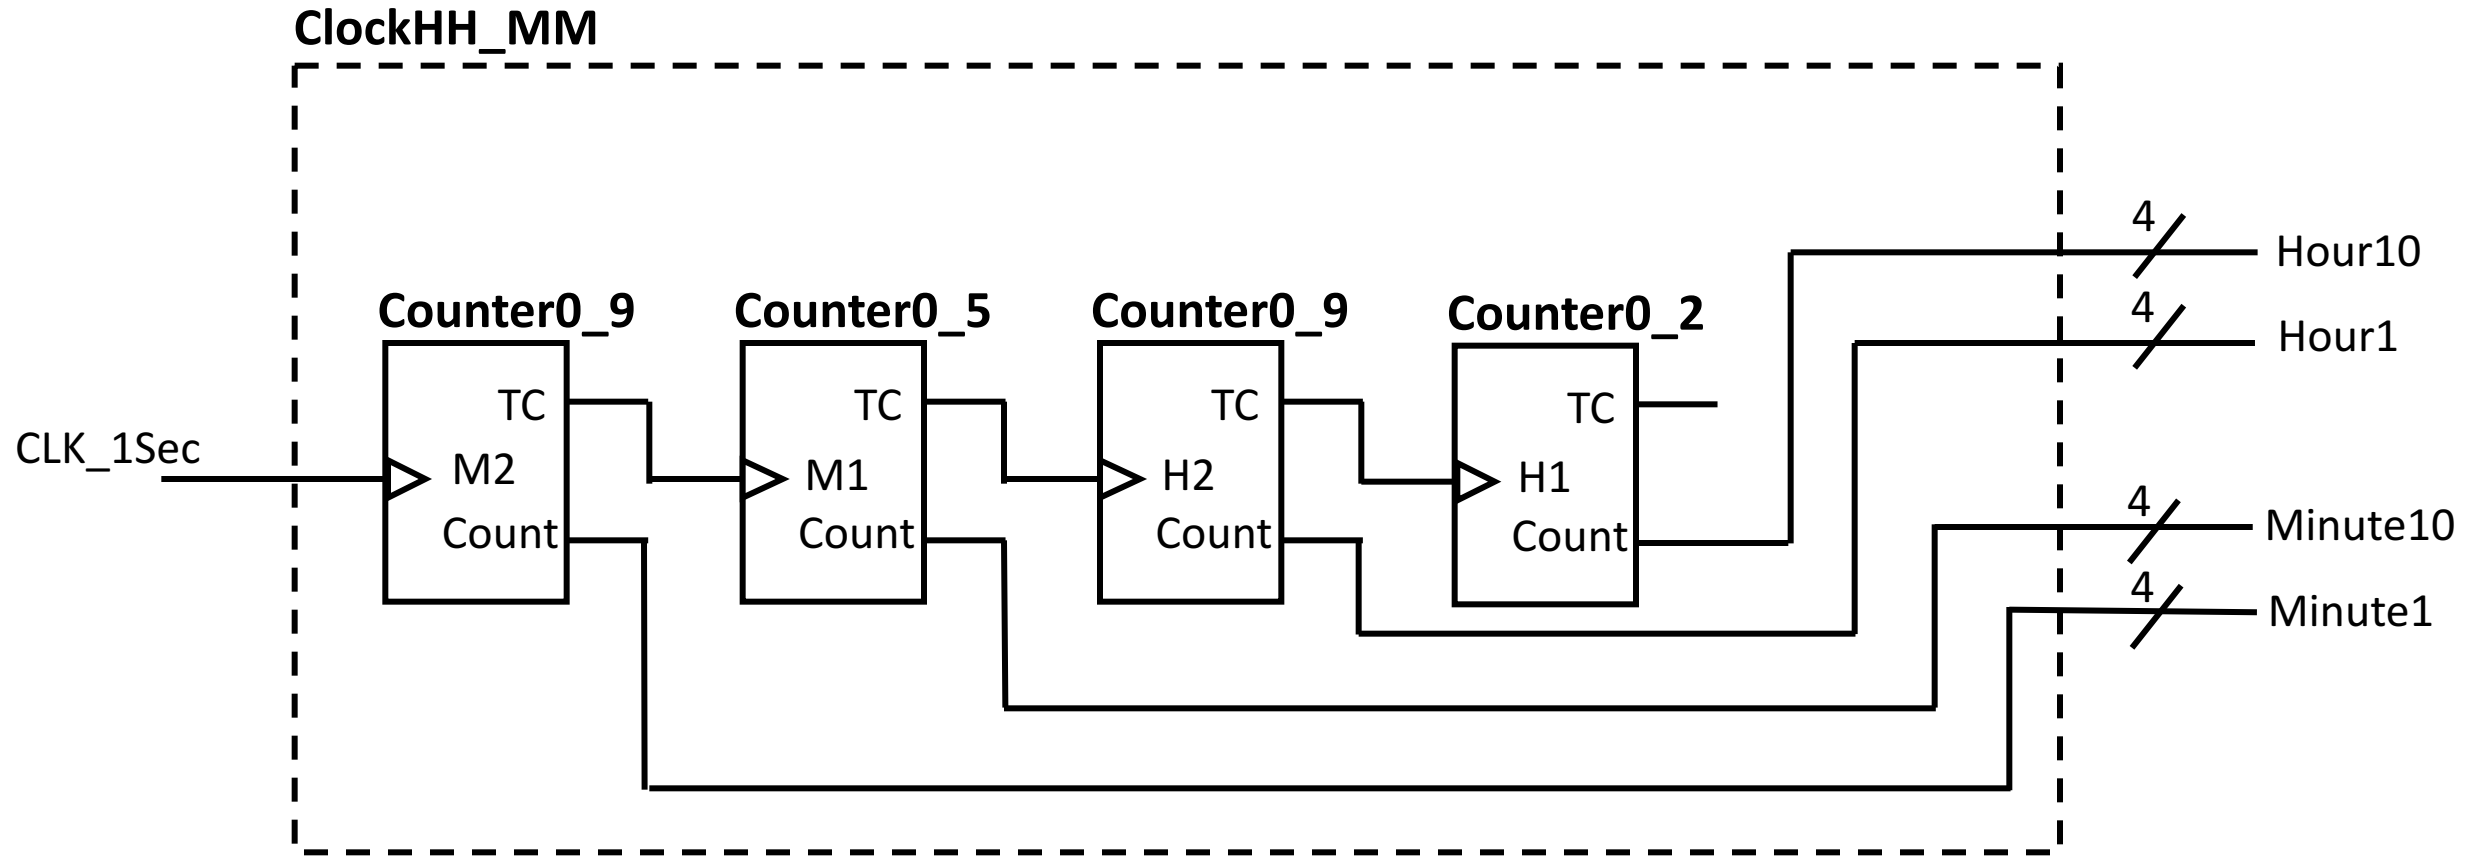 ClockHH_MM
4
Hour10
Counter0_9
Counter0_5
Counter0_9
Counter0_2
4
Hour1
TC
TC
TC
TC
CLK_1Sec
M2
M1
H2
H1
Count
Count
Count
Count
4
Minute10
4
Minute1